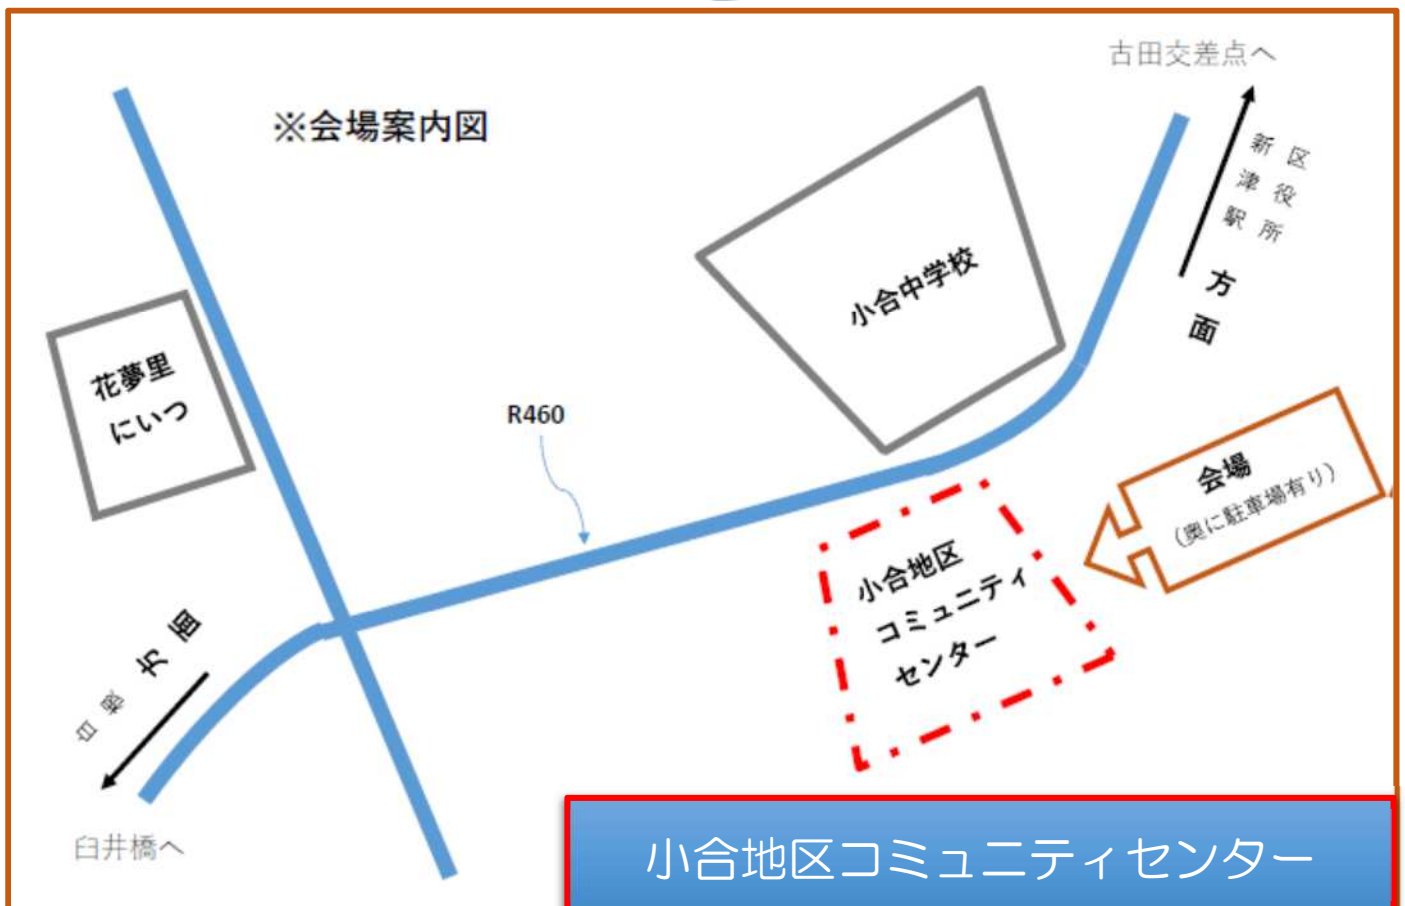 ※会場案内図
古田交差点へ
新津駅
区役所
方面
小合中学校
花夢里
にいつ
R460
会場
（奥に駐車場有り）
小合地区
コミュニティ
センター
方面
白根
臼井橋へ
小合地区コミュニティセンター